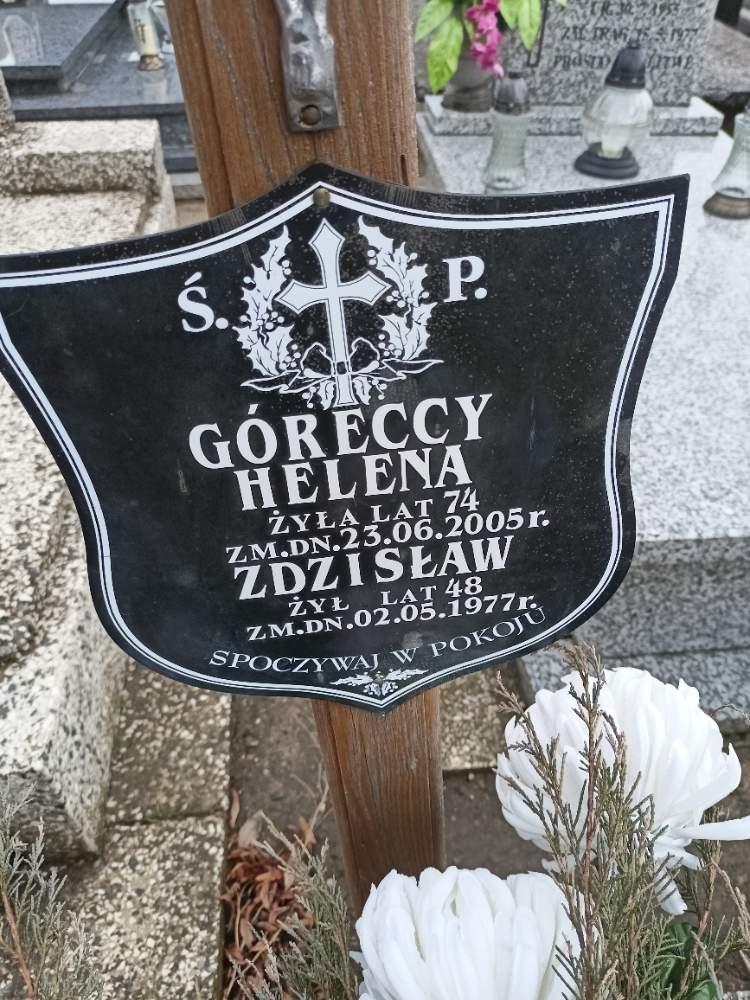 Ś. P.
GÓRECCY
HELENA
ŻYŁA LAT 74
ZM.DN.23.06.2005r.
ZDZISŁAW
ŻYŁ LAT 48
ZM.DN.02.05.1977r.
SPOCZYWAJ W POKOJU